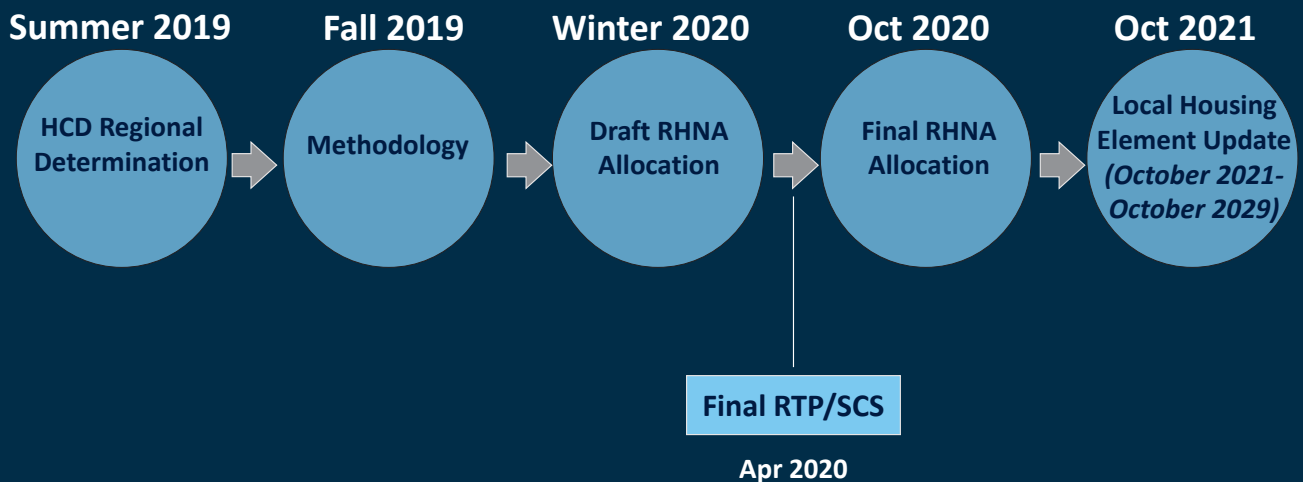 Summer 2019
Fall 2019
Winter 2020
Oct 2020
Oct 2021
HCD Regional
Determination
Methodology
Draft RHNA
Allocation
Final RHNA
Allocation
Local Housing
Element Update
(October 2021-
October 2029)
Final RTP/SCS
Apr 2020